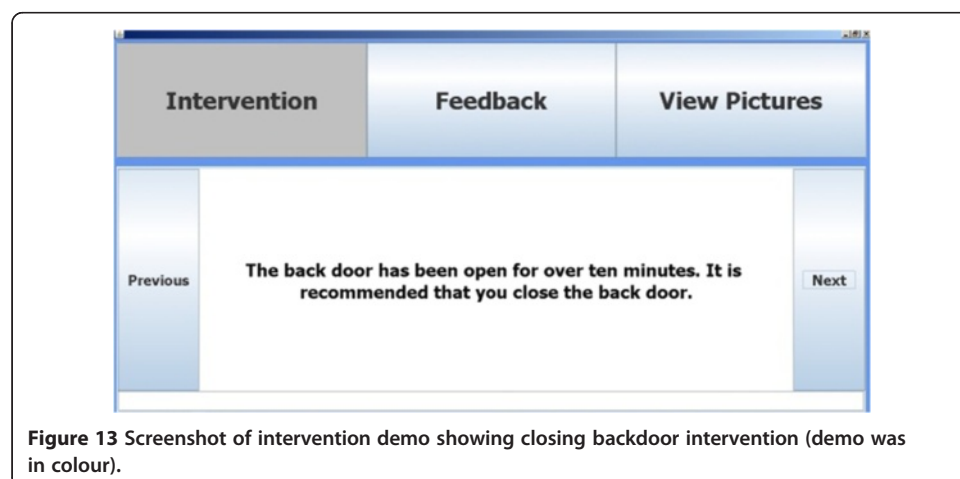 Intervention
Feedback
View Pictures
Previous
The back door has been open for over ten minutes. It is
recommended that you close the back door.
Next
Figure 13 Screenshot of intervention demo showing closing backdoor intervention (demo was
in colour).